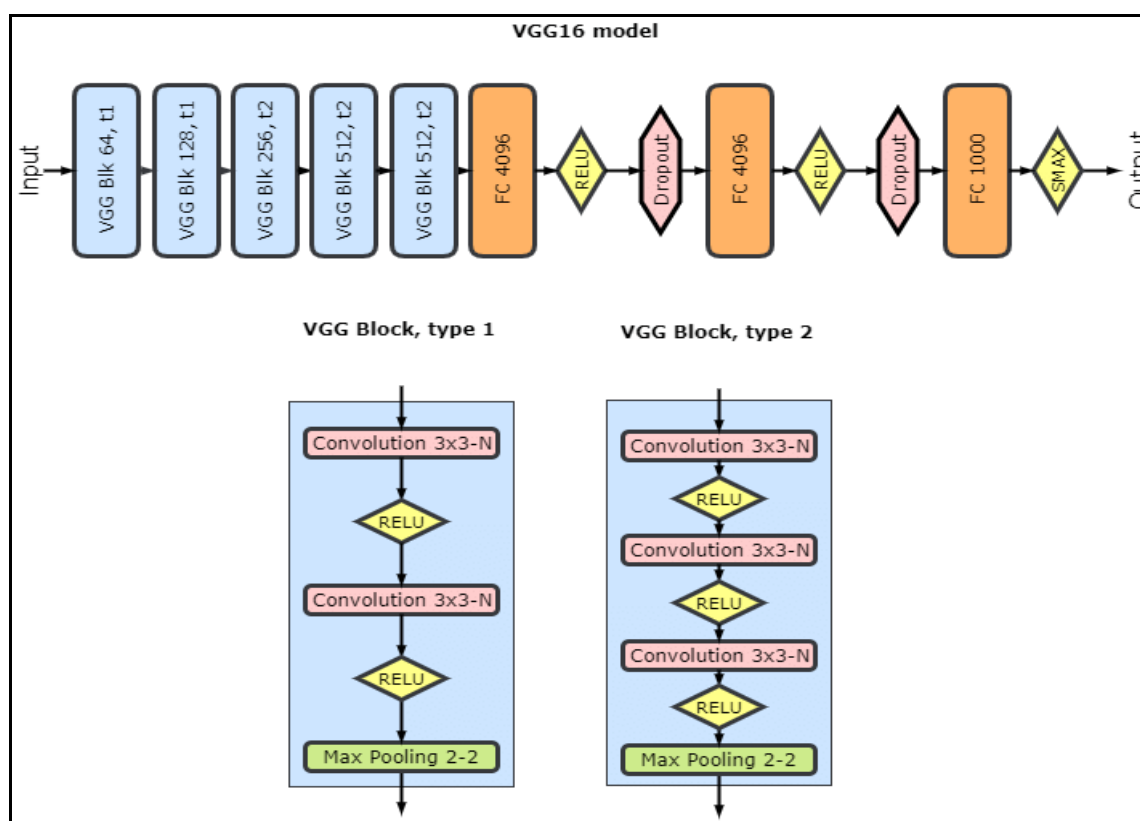 VGG16 model
Input
VGG Blk 64, t1
VGG Blk 128, t1
VGG Blk 256, t2
VGG Blk 512, t2
VGG Blk 512, t2
FC 4096
RELU
Dropout
FC 4096
RELU
Dropout
FC 1000
SMAX
Output
VGG Block, type 1
Convolution 3x3-N
RELU
Convolution 3x3-N
RELU
Max Pooling 2-2
VGG Block, type 2
Convolution 3x3-N
RELU
Convolution 3x3-N
RELU
Convolution 3x3-N
RELU
Max Pooling 2-2